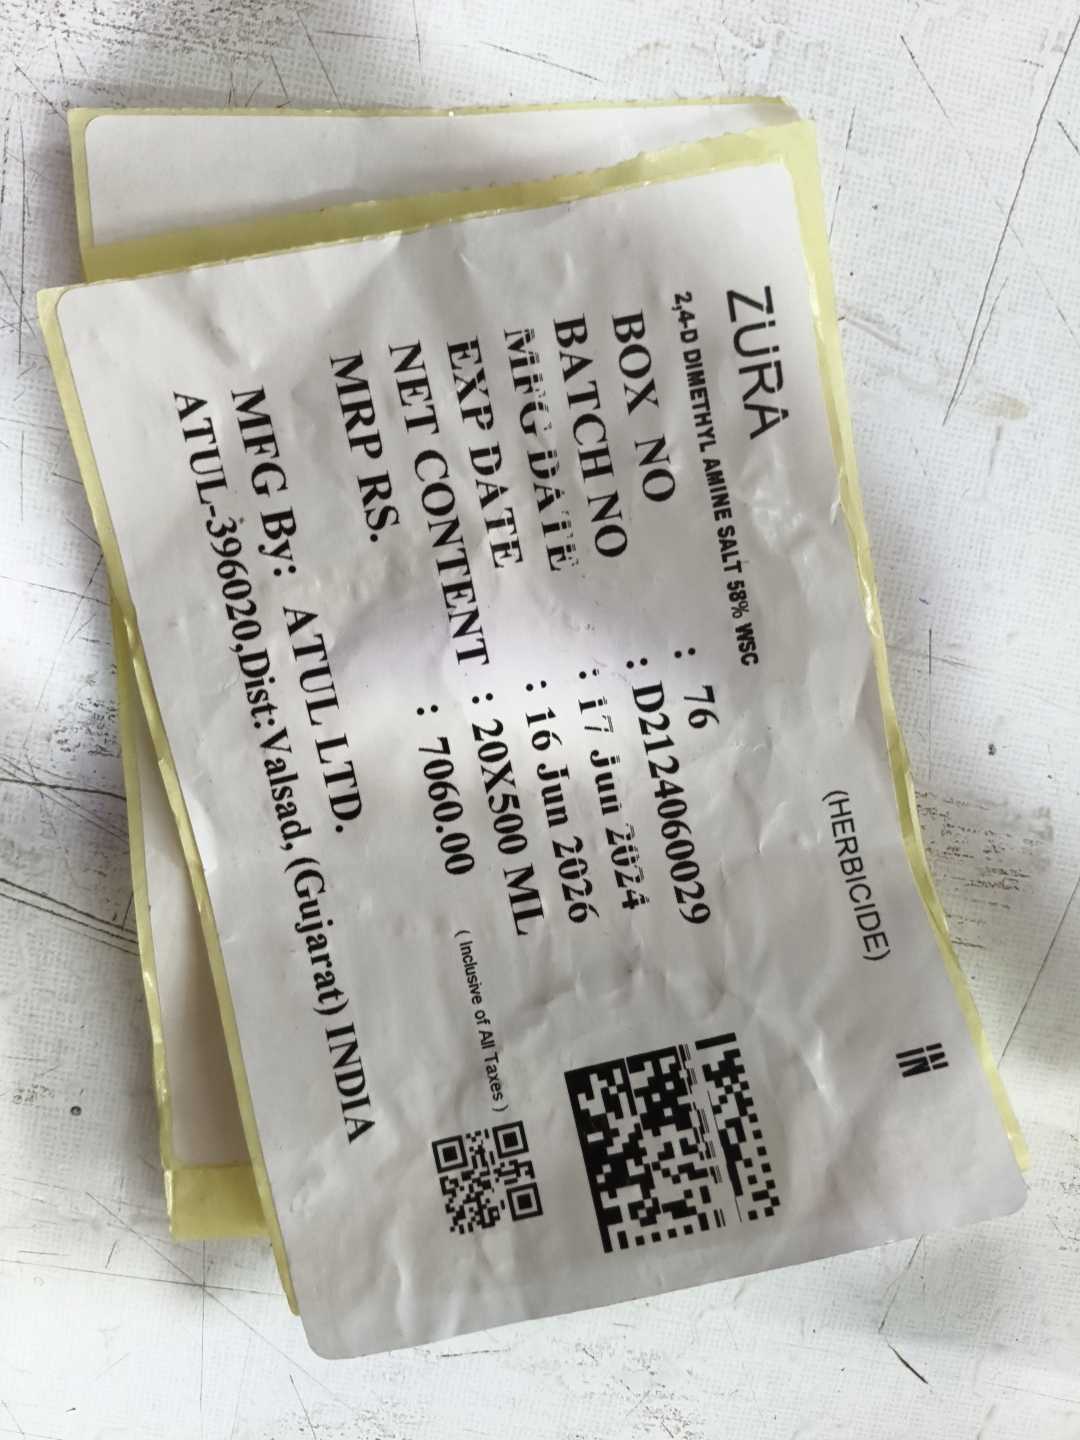 ZURA
(HERBICIDE)
2,4-D DIMETHYL AMINE SALT 58% WSC
BOX NO : 76
BATCH NO : D2124060029
MFG DATE : 17 Jun 2024
EXP DATE : 16 Jun 2026
NET CONTENT : 20X500 ML
MRP RS. : 7060.00 ( Inclusive of All Taxes )
MFG By: ATUL LTD.
ATUL-396020,Dist:Valsad, (Gujarat) INDIA